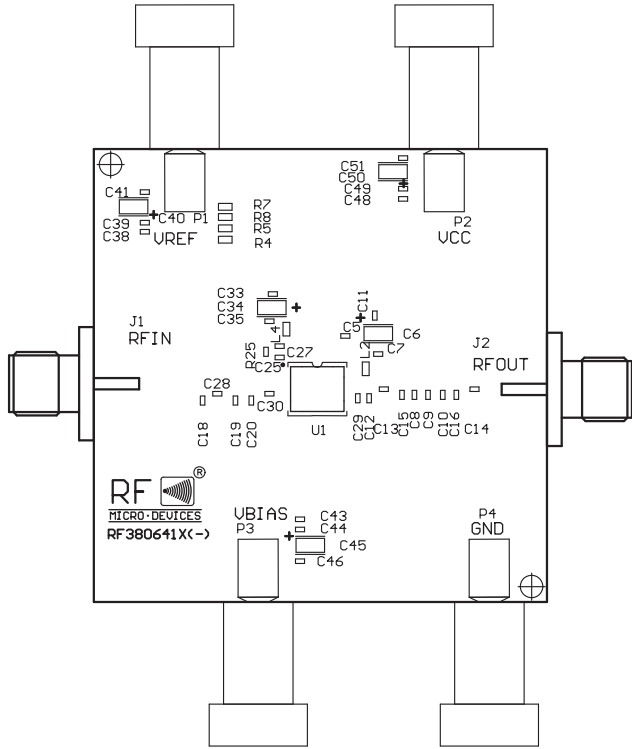 C51
C50
C49
C48
P2
VCC
C41
C40 P1
C39
C38
VREF
R7
R8
R5
R4
C33
C34
C35
L4
R25
C27
C25
C11
C5
C6
C7
L2
J1
RFIN
J2
RFOUT
C28
C30
U1
C18
C19
C20
C29
C12
C13
C15
C8
C9
C10
C16
C14
RF ®
MICRO·DEVICES
RF380641X(-)
VBIAS
P3
C43
C44
C45
C46
P4
GND